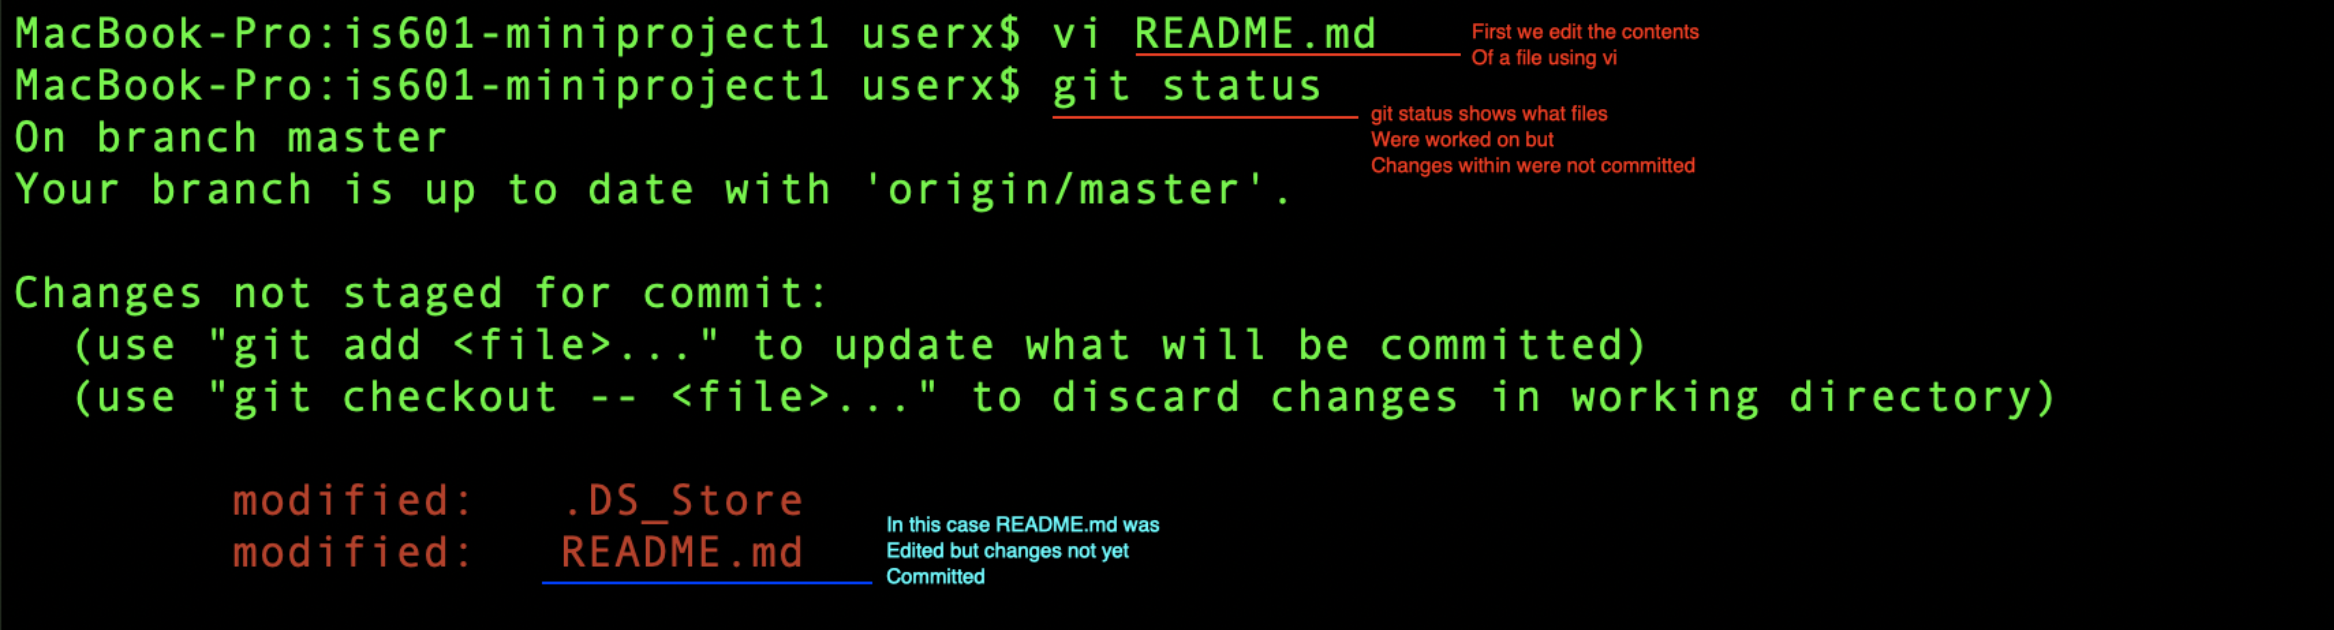 MacBook-Pro:is601-miniproject1 userx$ vi README.md
First we edit the contents
Of a file using vi
MacBook-Pro:is601-miniproject1 userx$ git status
git status shows what files
Were worked on but
Changes within were not committed
On branch master
Your branch is up to date with 'origin/master'.
Changes not staged for commit:
  (use "git add <file>..." to update what will be committed)
  (use "git checkout -- <file>..." to discard changes in working directory)
modified:   .DS_Store
modified:   README.md
In this case README.md was
Edited but changes not yet
Committed